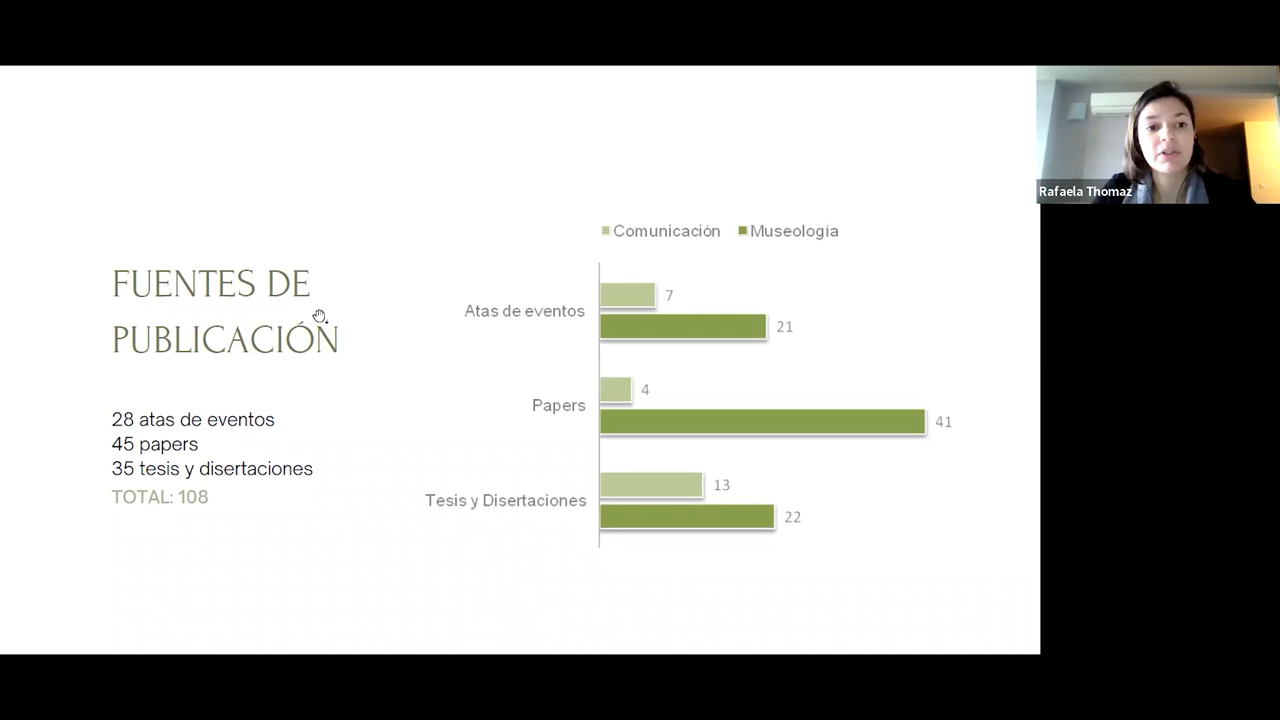 FUENTES DE
PUBLICACIÓN
28 atas de eventos
45 papers
35 tesis y disertaciones
TOTAL: 108
Comunicación Museología
Atas de eventos
7
21
Papers
4
41
Tesis y Disertaciones
13
22
Rafaela Thomaz